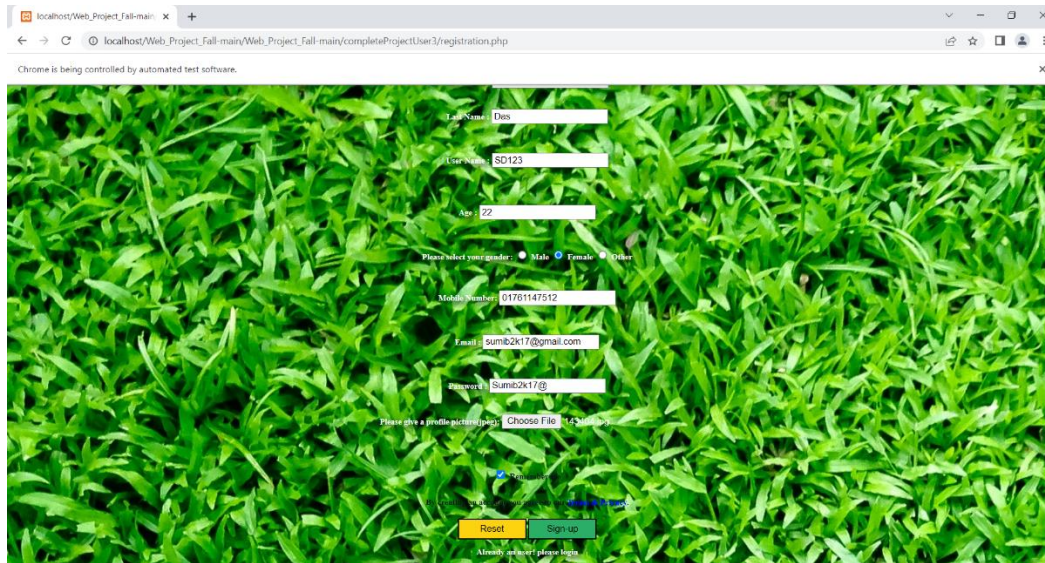 localhost/Web_Project_Fall-main
localhost/Web_Project_Fall-main/Web_Project_Fall-main/completeProjectUser3/registration.php
Chrome is being controlled by automated test software.
Last Name : Das
User Name : SD123
Age : 22
Please select your gender: Male Female Other
Mobile Number: 01761147512
Email : sumib2k17@gmail.com
Password : Sumib2k17@
Please give a profile picture(jpeg): Choose File
Reset Sign-up
Already an user! please login